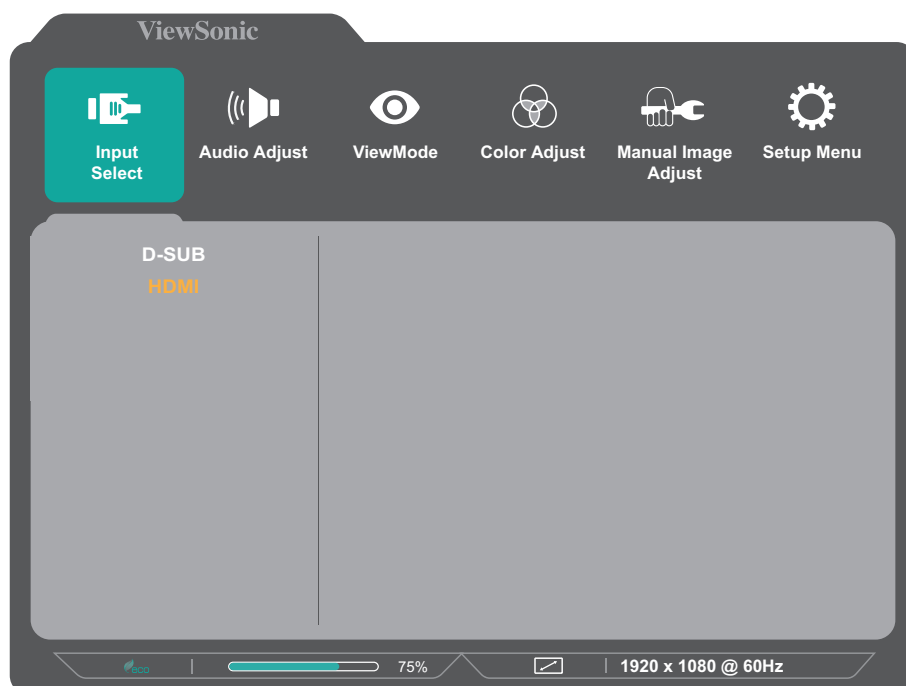 ViewSonic
Input
Select
Audio Adjust
ViewMode
Color Adjust
Manual Image
Adjust
Setup Menu
D-SUB
HDMI
eco
75%
1920 x 1080 @ 60Hz